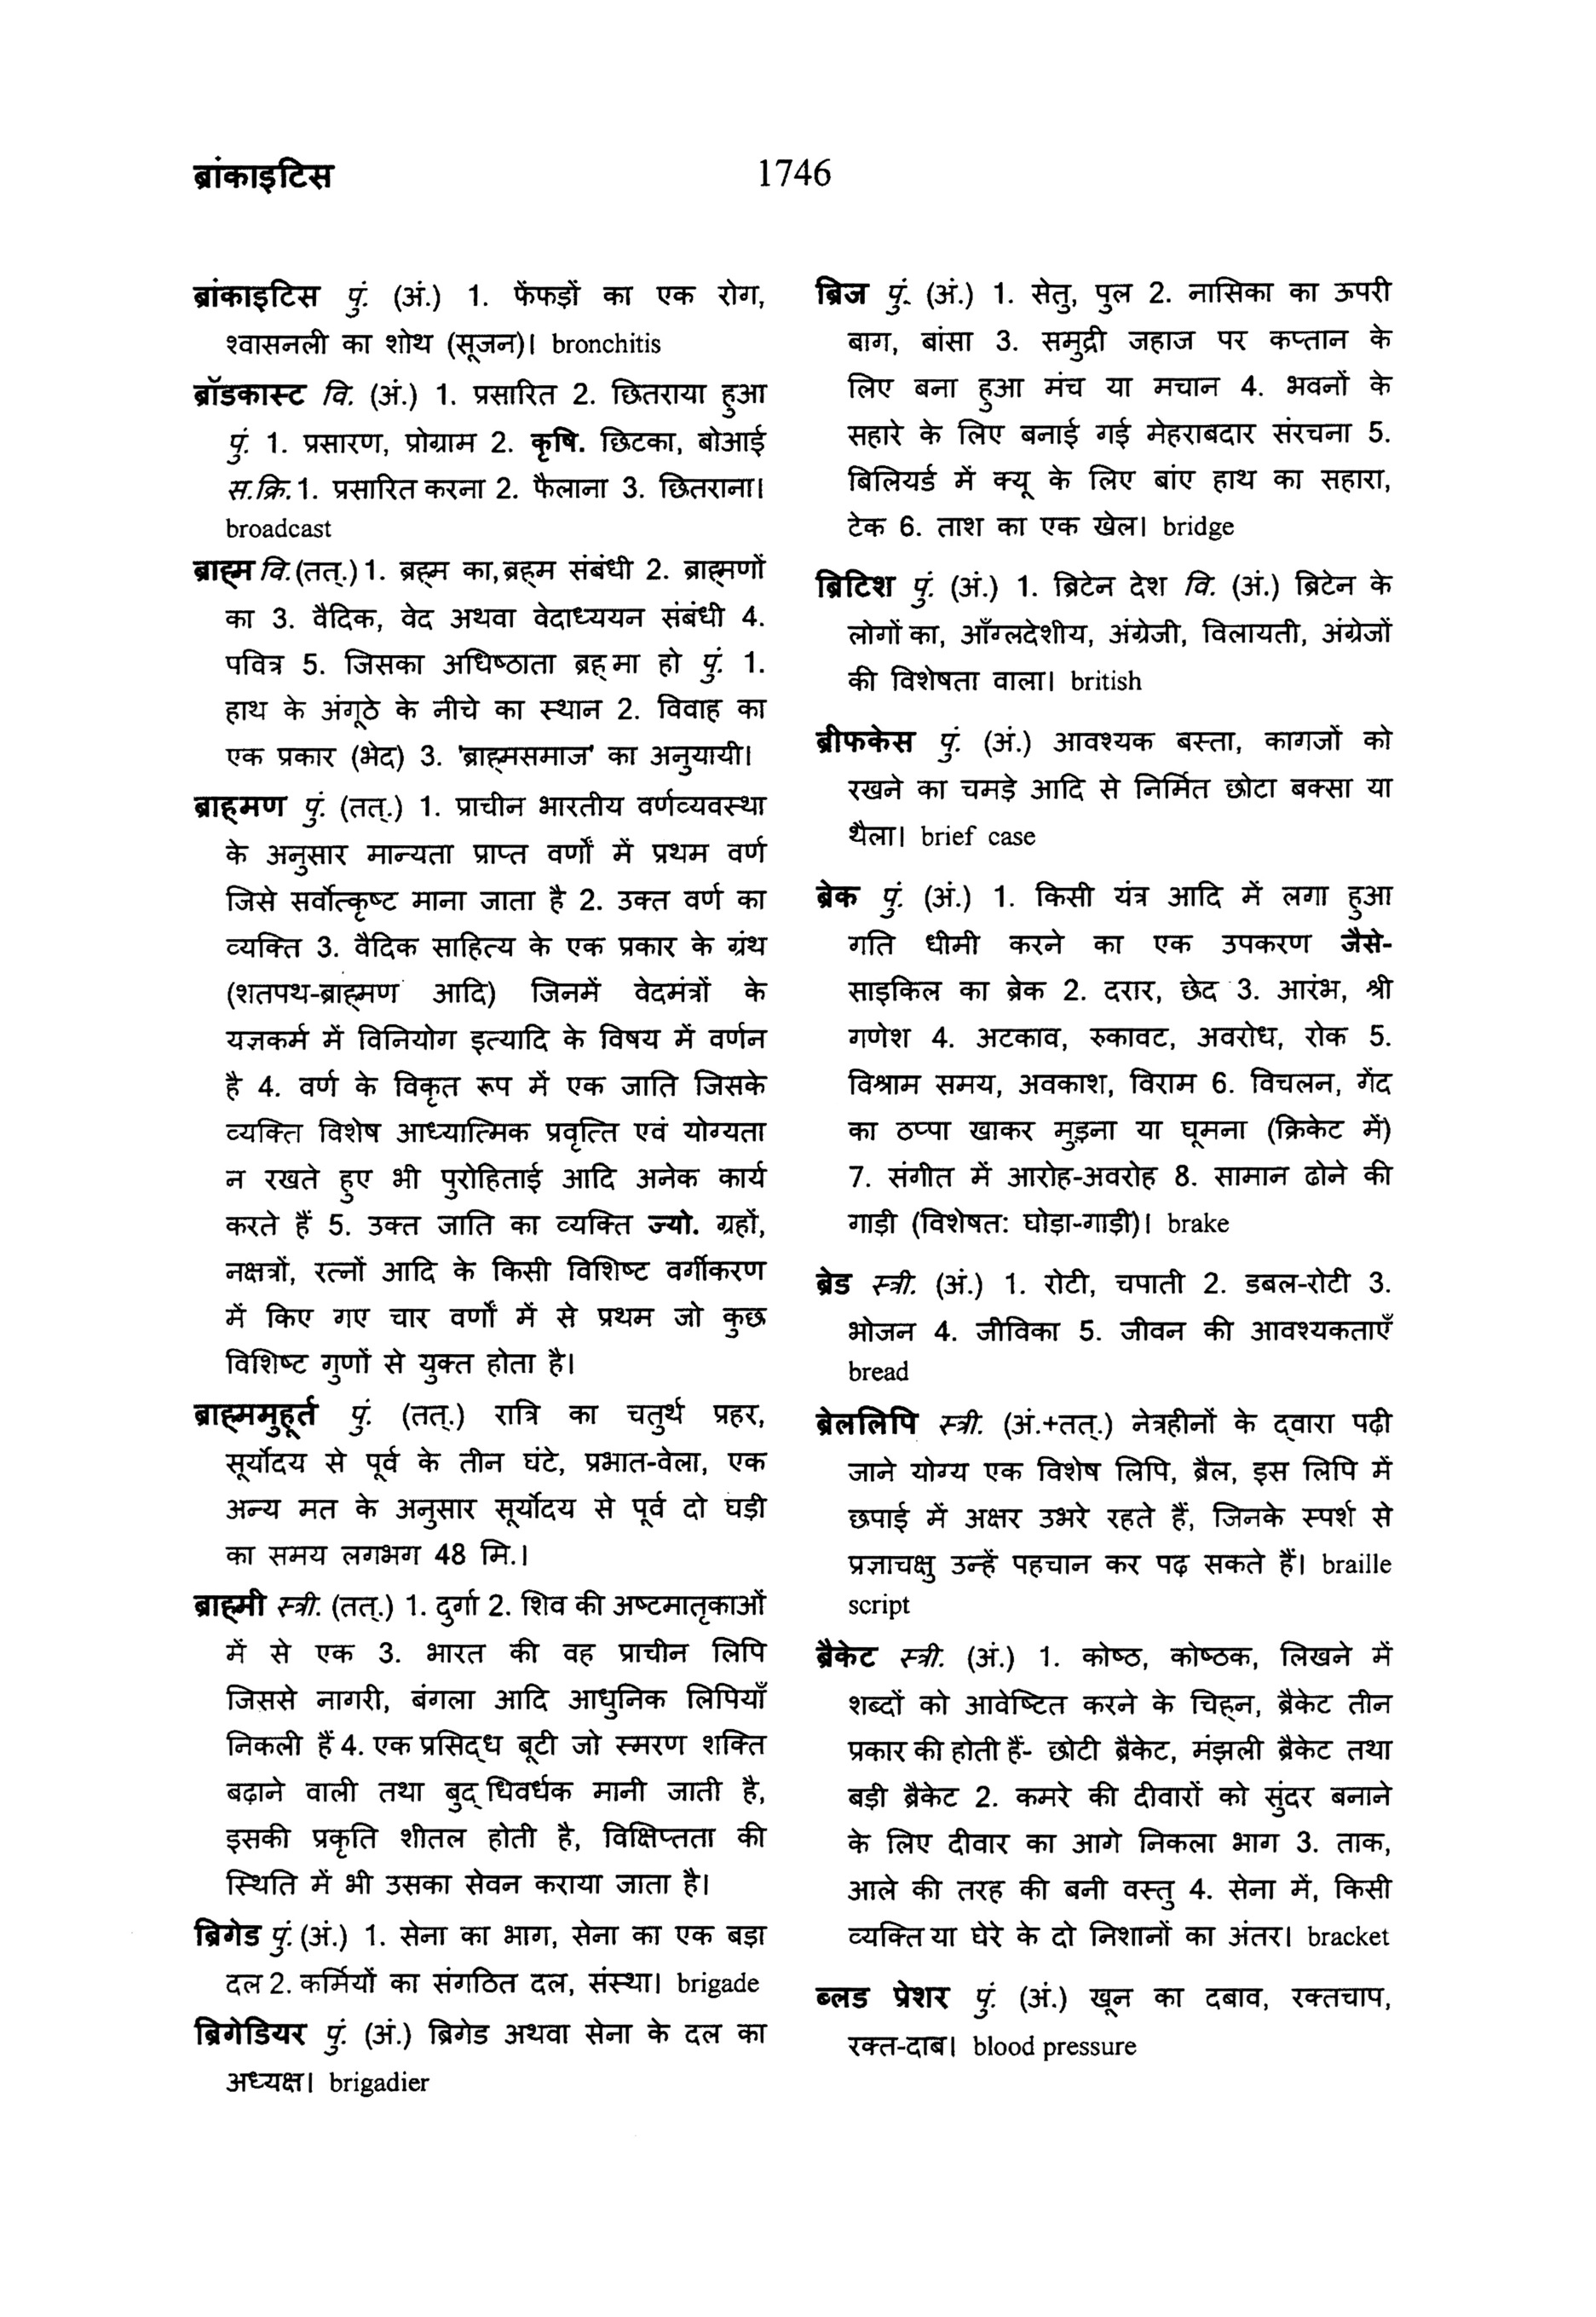 ब्रांकाइटिस
1746
ब्रांकाइटिस पुं. (अं.) 1. फेंफड़ों का एक रोग,
श्वासनली का शोथ (सूजन)। bronchitis
ब्रॉडकास्ट वि. (अं.) 1. प्रसारित 2. छितराया हुआ
पुं. 1. प्रसारण, प्रोग्राम 2. कृषि. छिटका, बोआई
स.क्रि.1. प्रसारित करना 2. फैलाना 3. छितराना।
broadcast
ब्राह्म वि.(तत्.) 1. ब्रह्म का,ब्रह्म संबंधी 2. ब्राह्मणों
का 3. वैदिक, वेद अथवा वेदाध्ययन संबंधी 4.
पवित्र 5. जिसका अधिष्ठाता ब्रह्मा हो पुं. 1.
हाथ के अंगूठे के नीचे का स्थान 2. विवाह का
एक प्रकार (भेद) 3. 'ब्राह्मसमाज' का अनुयायी।
ब्राह्मण पुं. (तत्.) 1. प्राचीन भारतीय वर्णव्यवस्था
के अनुसार मान्यता प्राप्त वर्णों में प्रथम वर्ण
जिसे सर्वोत्कृष्ट माना जाता है 2. उक्त वर्ण का
व्यक्ति 3. वैदिक साहित्य के एक प्रकार के ग्रंथ
(शतपथ-ब्राह्मण आदि) जिनमें वेदमंत्रों के
यज्ञकर्म में विनियोग इत्यादि के विषय में वर्णन
है 4. वर्ण के विकृत रूप में एक जाति जिसके
व्यक्ति विशेष आध्यात्मिक प्रवृत्ति एवं योग्यता
न रखते हुए भी पुरोहिताई आदि अनेक कार्य
करते हैं 5. उक्त जाति का व्यक्ति ज्यो. ग्रहों,
नक्षत्रों, रत्नों आदि के किसी विशिष्ट वर्गीकरण
में किए गए चार वर्णों में से प्रथम जो कुछ
विशिष्ट गुणों से युक्त होता है।
ब्राह्ममुहूर्त पुं. (तत्.) रात्रि का चतुर्थ प्रहर,
सूर्योदय से पूर्व के तीन घंटे, प्रभात-वेला, एक
अन्य मत के अनुसार सूर्योदय से पूर्व दो घड़ी
का समय लगभग 48 मि.।
ब्राह्मी स्त्री. (तत्.) 1. दुर्गा 2. शिव की अष्टमातृकाओं
में से एक 3. भारत की वह प्राचीन लिपि
जिससे नागरी, बंगला आदि आधुनिक लिपियाँ
निकली हैं 4. एक प्रसिद्ध बूटी जो स्मरण शक्ति
बढ़ाने वाली तथा बुद्धिवर्धक मानी जाती है,
इसकी प्रकृति शीतल होती है, विक्षिप्तता की
स्थिति में भी उसका सेवन कराया जाता है।
ब्रिगेड पुं. (अं.) 1. सेना का भाग, सेना का एक बड़ा
दल 2. कर्मियों का संगठित दल, संस्था। brigade
ब्रिगेडियर पुं. (अं.) ब्रिगेड अथवा सेना के दल का
अध्यक्ष। brigadier
ब्रिज पुं. (अं.) 1. सेतु, पुल 2. नासिका का ऊपरी
बाग, बांसा 3. समुद्री जहाज पर कप्तान के
लिए बना हुआ मंच या मचान 4. भवनों के
सहारे के लिए बनाई गई मेहराबदार संरचना 5.
बिलियर्ड में क्यू के लिए बांए हाथ का सहारा,
टेक 6. ताश का एक खेल। bridge
ब्रिटिश पुं. (अं.) 1. ब्रिटेन देश वि. (अं.) ब्रिटेन के
लोगों का, आँग्लदेशीय, अंग्रेजी, विलायती, अंग्रेजों
की विशेषता वाला। british
ब्रीफकेस पुं. (अं.) आवश्यक बस्ता, कागजों को
रखने का चमड़े आदि से निर्मित छोटा बक्सा या
थैला। brief case
ब्रेक पुं. (अं.) 1. किसी यंत्र आदि में लगा हुआ
गति धीमी करने का एक उपकरण जैसे-
साइकिल का ब्रेक 2. दरार, छेद 3. आरंभ, श्री
गणेश 4. अटकाव, रुकावट, अवरोध, रोक 5.
विश्राम समय, अवकाश, विराम 6. विचलन, गेंद
का ठप्पा खाकर मुड़ना या घूमना (क्रिकेट में)
7. संगीत में आरोह-अवरोह 8. सामान ढोने की
गाड़ी (विशेषत: घोड़ा-गाड़ी)। brake
ब्रेड स्त्री. (अं.) 1. रोटी, चपाती 2. डबल-रोटी 3.
भोजन 4. जीविका 5. जीवन की आवश्यकताएँ
bread
ब्रेललिपि स्त्री. (अं.+तत्.) नेत्रहीनों के द्वारा पढ़ी
जाने योग्य एक विशेष लिपि, ब्रैल, इस लिपि में
छपाई में अक्षर उभरे रहते हैं, जिनके स्पर्श से
प्रज्ञाचक्षु उन्हें पहचान कर पढ़ सकते हैं। braille
script
ब्रैकेट स्त्री. (अं.) 1. कोष्ठ, कोष्ठक, लिखने में
शब्दों को आवेष्टित करने के चिह्न, ब्रैकेट तीन
प्रकार की होती हैं- छोटी ब्रैकेट, मंझली ब्रैकेट तथा
बड़ी ब्रैकेट 2. कमरे की दीवारों को सुंदर बनाने
के लिए दीवार का आगे निकला भाग 3. ताक,
आले की तरह की बनी वस्तु 4. सेना में, किसी
व्यक्ति या घेरे के दो निशानों का अंतर। bracket
ब्लड प्रेशर पुं. (अं.) खून का दबाव, रक्तचाप,
रक्त-दाब। blood pressure